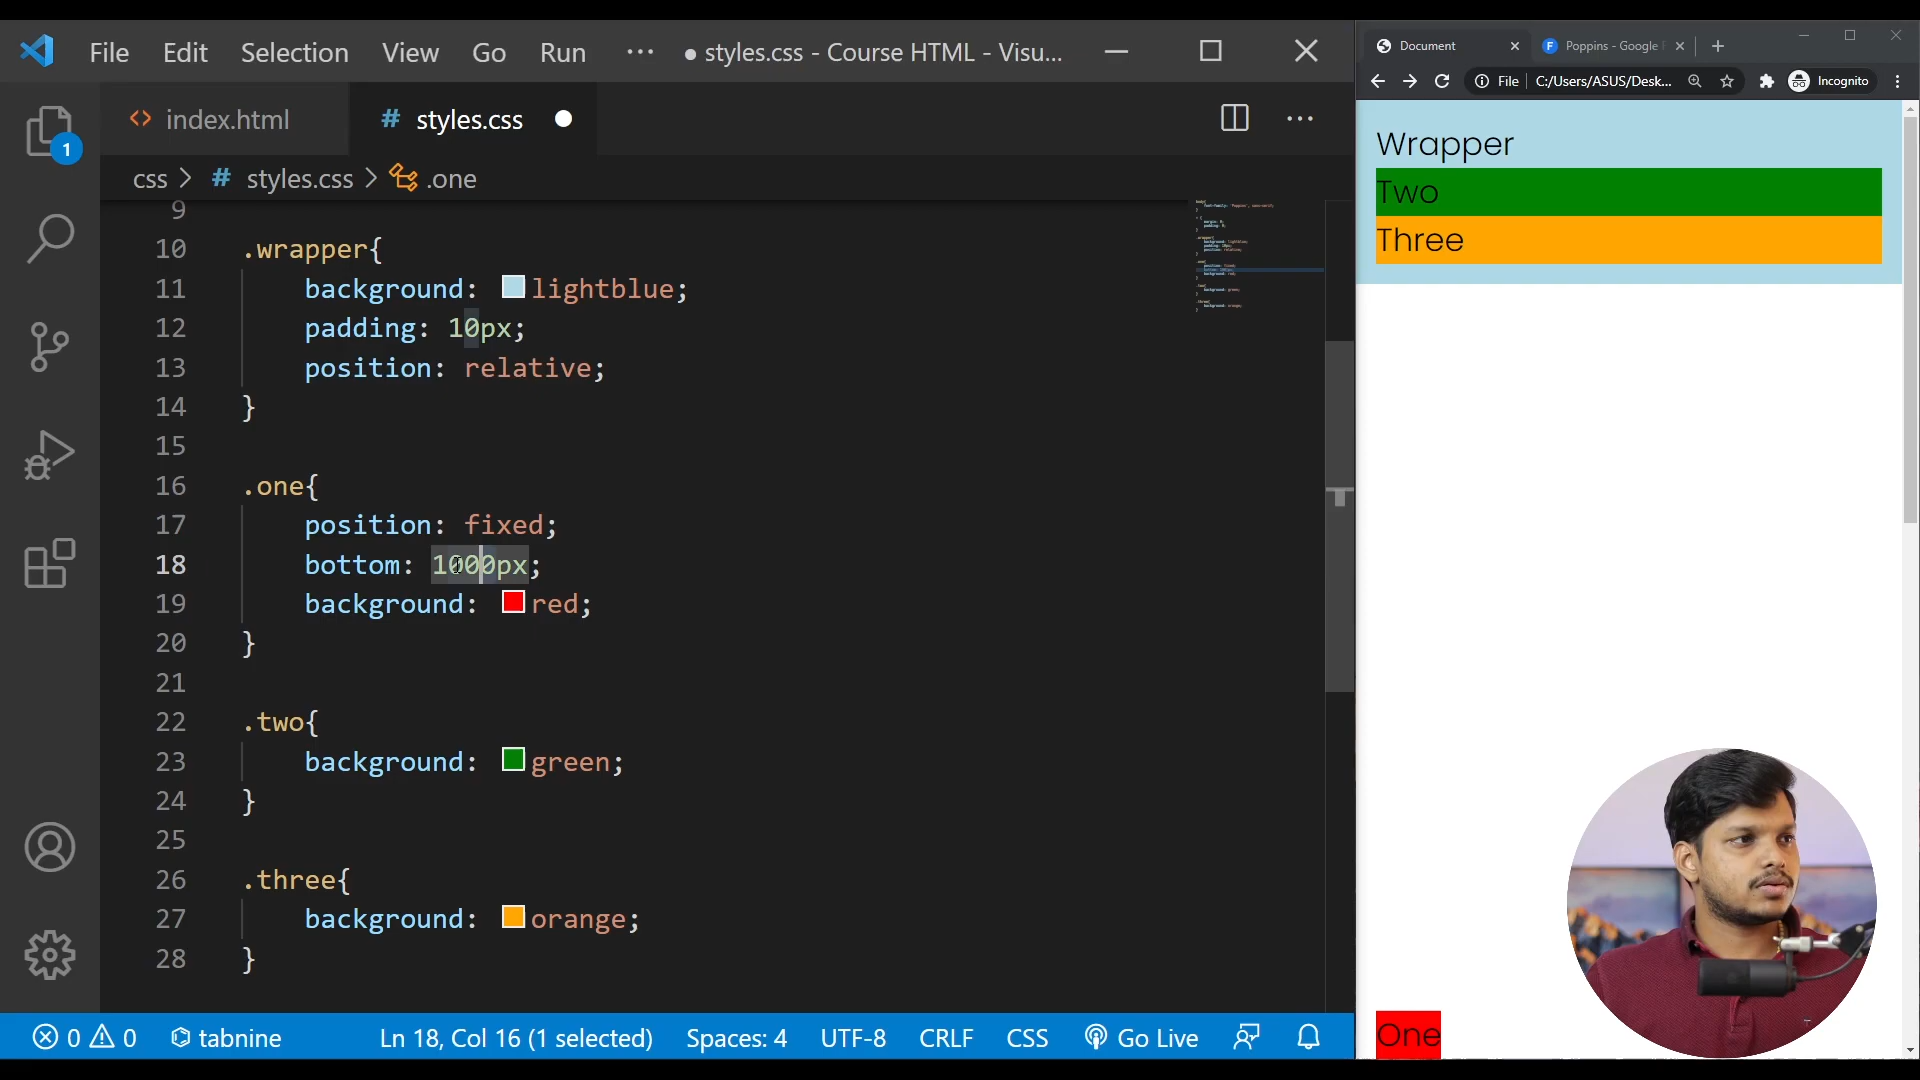 File Edit Selection View Go Run ··· ● styles.css - Course HTML - Visu...
index.html # styles.css ●
css > # styles.css > .one
9
10 .wrapper{
11 background: lightblue;
12 padding: 10px;
13 position: relative;
14 }
15
16 .one{
17 position: fixed;
18 bottom: 1000px;
19 background: red;
20 }
21
22 .two{
23 background: green;
24 }
25
26 .three{
27 background: orange;
28 }
1
0 0 tabnine Ln 18, Col 16 (1 selected) Spaces: 4 UTF-8 CRLF CSS Go Live
Document Poppins - Google
File C:/Users/ASUS/Desk... Incognito
Wrapper
Two
Three
One